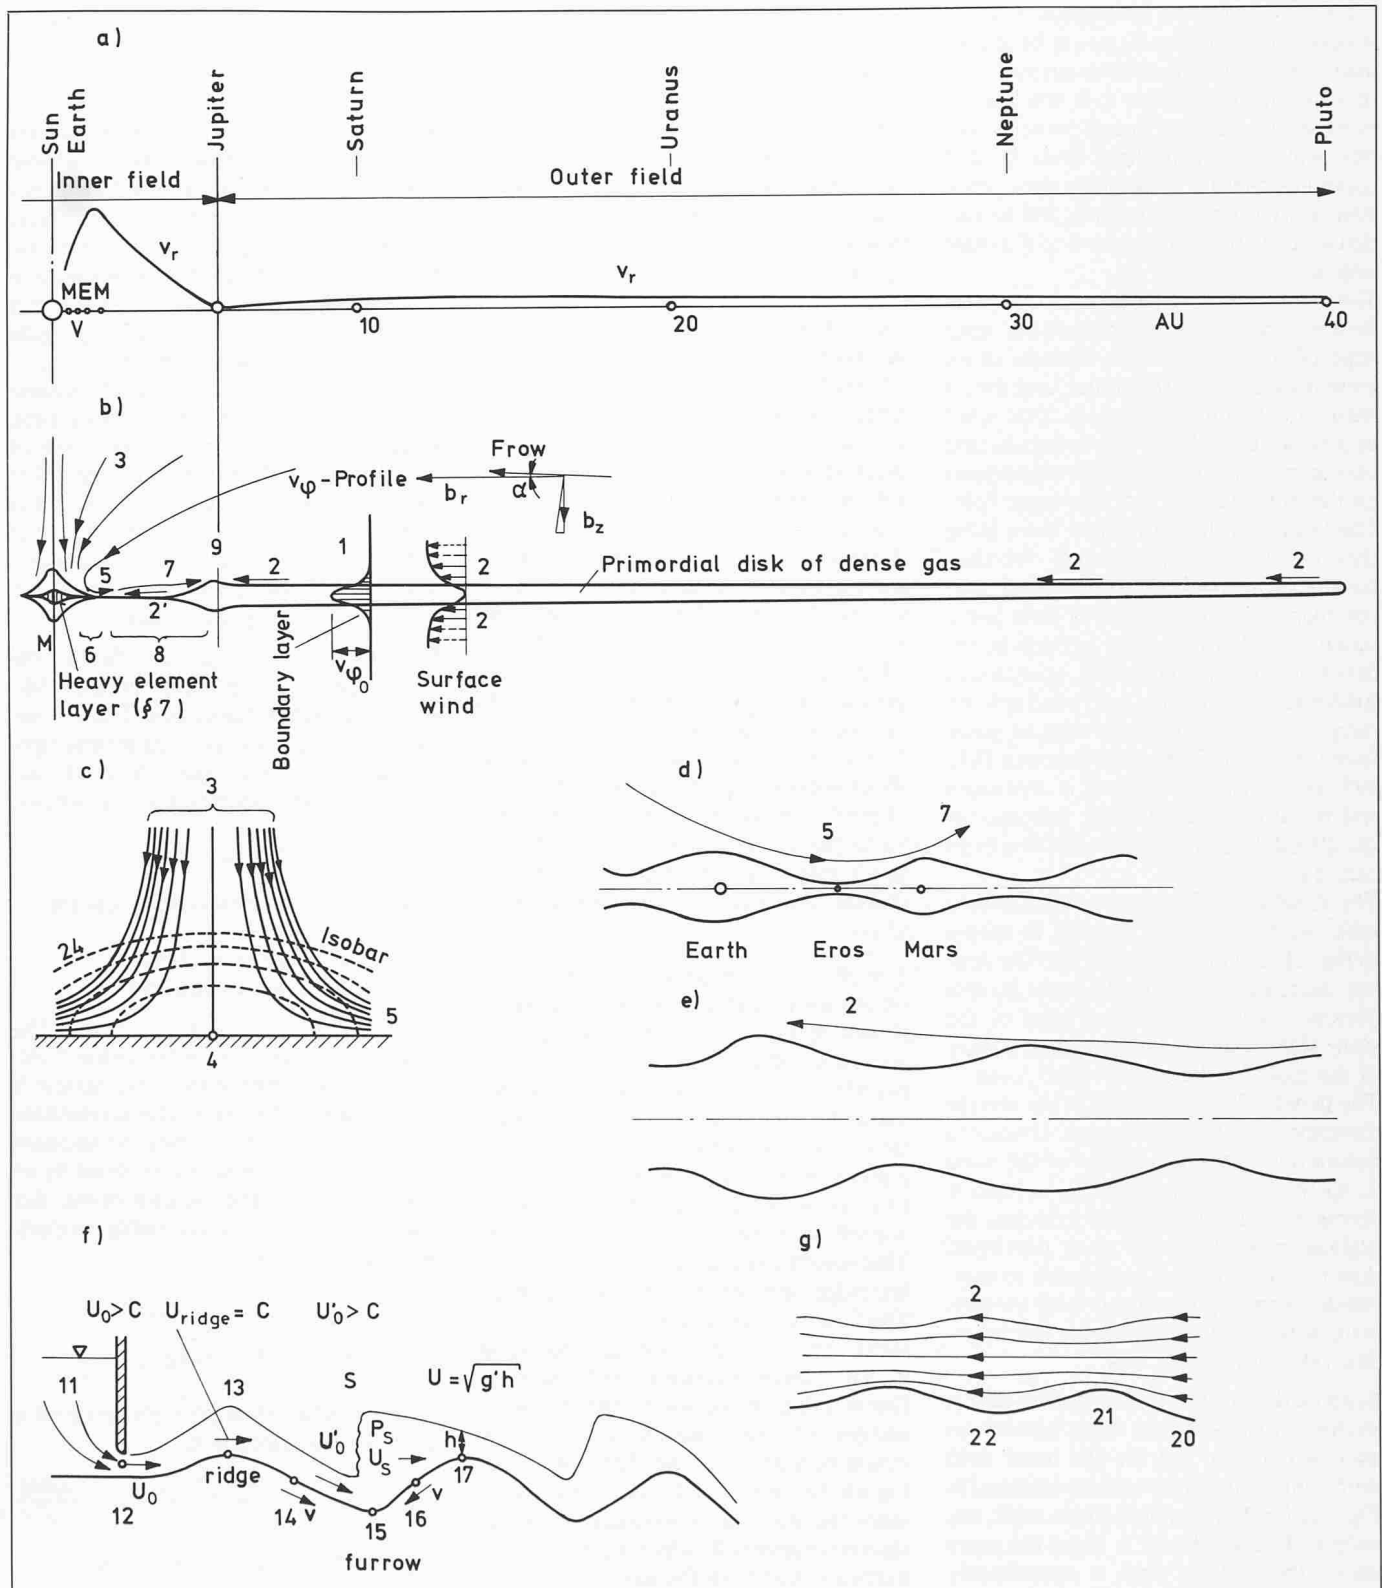 a)
Sun
Earth
Jupiter
Saturn
Uranus
Neptune
Pluto
Inner field
Outer field
v_r
v_r
MEM
V
10
20
30
AU
40
b)
3
Frow
v_φ-Profile
b_r
α
b_z
5
7
9
2
1
2
Primordial disk of dense gas
2
2
2'
2
M
6
8
Heavy element
layer (§7)
Boundary layer
v_φ0
Surface
wind
c)
3
24
Isobar
5
4
d)
5
7
Earth
Eros
Mars
e)
2
f)
U_0>C
U_ridge=C
U'_0>C
11
13
S
U=√g'h
U'_0
P_S
U_S
h
ridge
17
U_0
12
14
v
15
16
v
furrow
g)
2
21
22
20